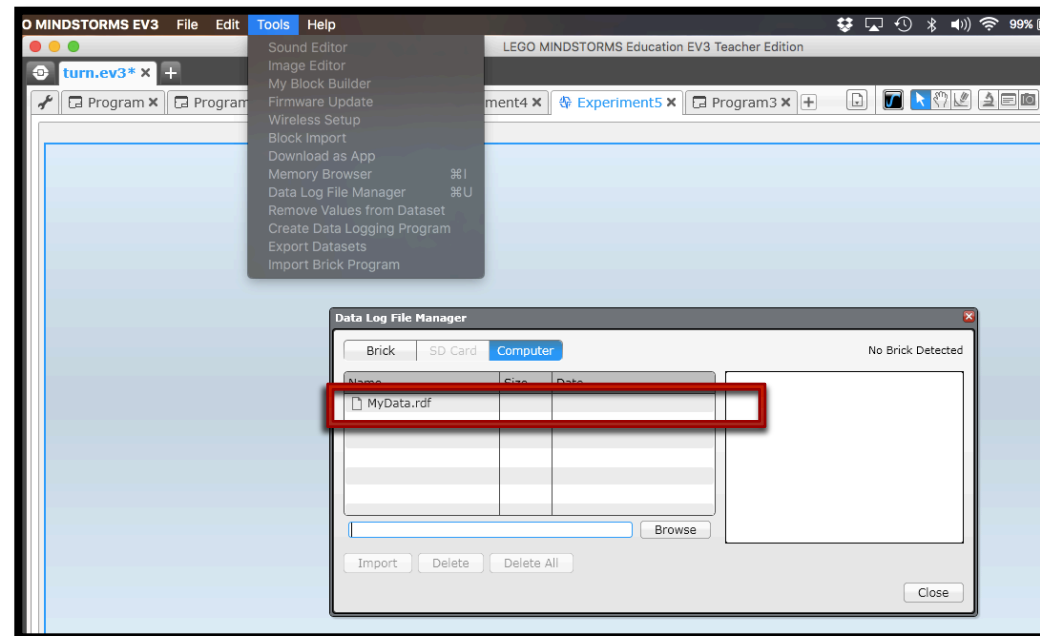 O MINDSTORMS EV3 File Edit Tools Help 99%
LEGO MINDSTORMS Education EV3 Teacher Edition
turn.ev3* × +
Program × Program ment4 × Experiment5 × Program3 × +
Sound Editor
Image Editor
My Block Builder
Firmware Update
Wireless Setup
Block Import
Download as App
Memory Browser ⌘I
Data Log File Manager ⌘U
Remove Values from Dataset
Create Data Logging Program
Export Datasets
Import Brick Program
Data Log File Manager
Brick SD Card Computer No Brick Detected
Name Size Date
MyData.rdf
Browse
Import Delete Delete All
Close